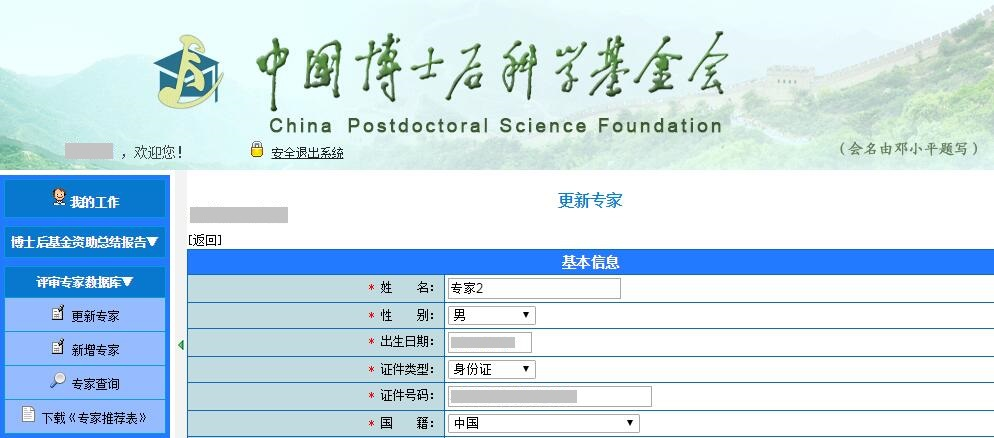 中国博士后科学基金会
China Postdoctoral Science Foundation
，欢迎您！
安全退出系统
（会名由邓小平题写）
我的工作
博士后基金资助总结报告▼
评审专家数据库▼
更新专家
新增专家
专家查询
下载《专家推荐表》
更新专家
[返回]
基本信息
* 姓 名： 专家2
* 性 别： 男
* 出生日期：
* 证件类型： 身份证
* 证件号码：
* 国 籍： 中国